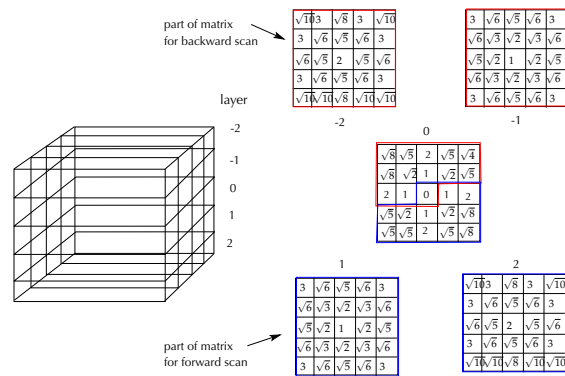 part of matrix
for backward scan
√10 3 √8 3 √10
3 √6 √5 √6 3
√6 √5 2 √5 √6
3 √6 √5 √6 3
√10 √10 √8 √10 √10
-2
3 √6 √5 √6 3
√6 √3 √2 √3 √6
√5 √2 1 √2 √5
√6 √3 √2 √3 √6
3 √6 √5 √6 3
-1
layer
-2
-1
0
1
2
0
√8 √5 2 √5 √4
√8 √2 1 √2 √5
2 1 0 1 2
√5 √2 1 √2 √8
√5 √5 2 √5 √8
1
3 √6 √5 √6 3
√6 √3 √2 √3 √6
√5 √2 1 √2 √5
√6 √3 √2 √3 √6
3 √6 √5 √6 3
2
√10 3 √8 3 √10
3 √6 √5 √6 3
√6 √5 2 √5 √6
3 √6 √5 √6 3
√10 √10 √8 √10 √10
part of matrix
for forward scan